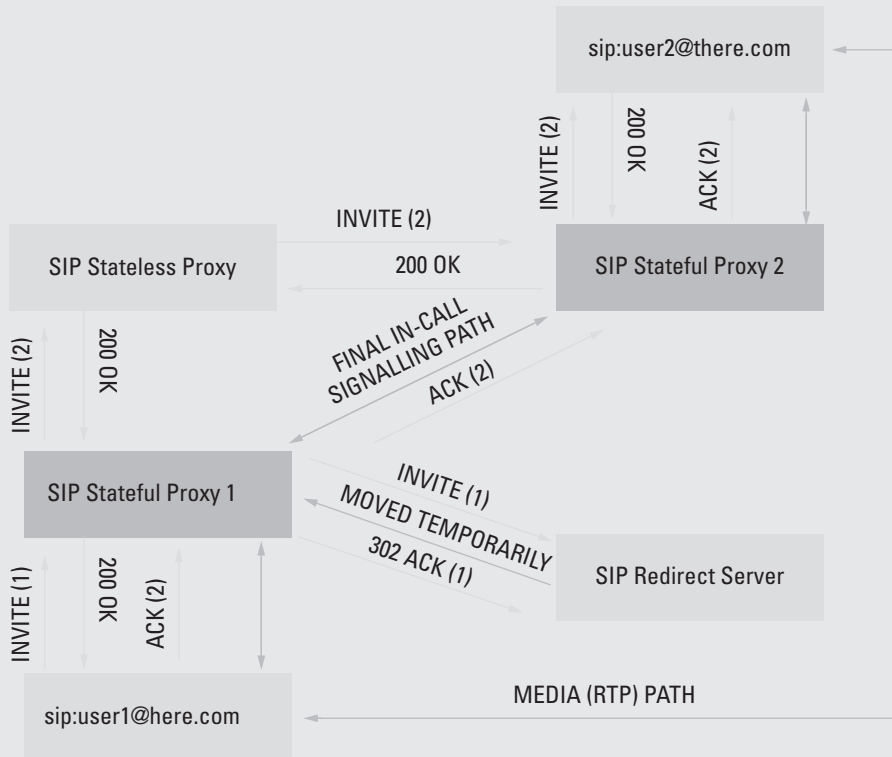 sip:user2@there.com
INVITE (2)
200 OK
ACK (2)
INVITE (2)
SIP Stateless Proxy
200 OK
SIP Stateful Proxy 2
FINAL IN-CALL
SIGNALLING PATH
ACK (2)
INVITE (2)
200 OK
SIP Stateful Proxy 1
INVITE (1)
MOVED TEMPORARILY
302 ACK (1)
SIP Redirect Server
INVITE (1)
200 OK
ACK (2)
sip:user1@here.com
MEDIA (RTP) PATH